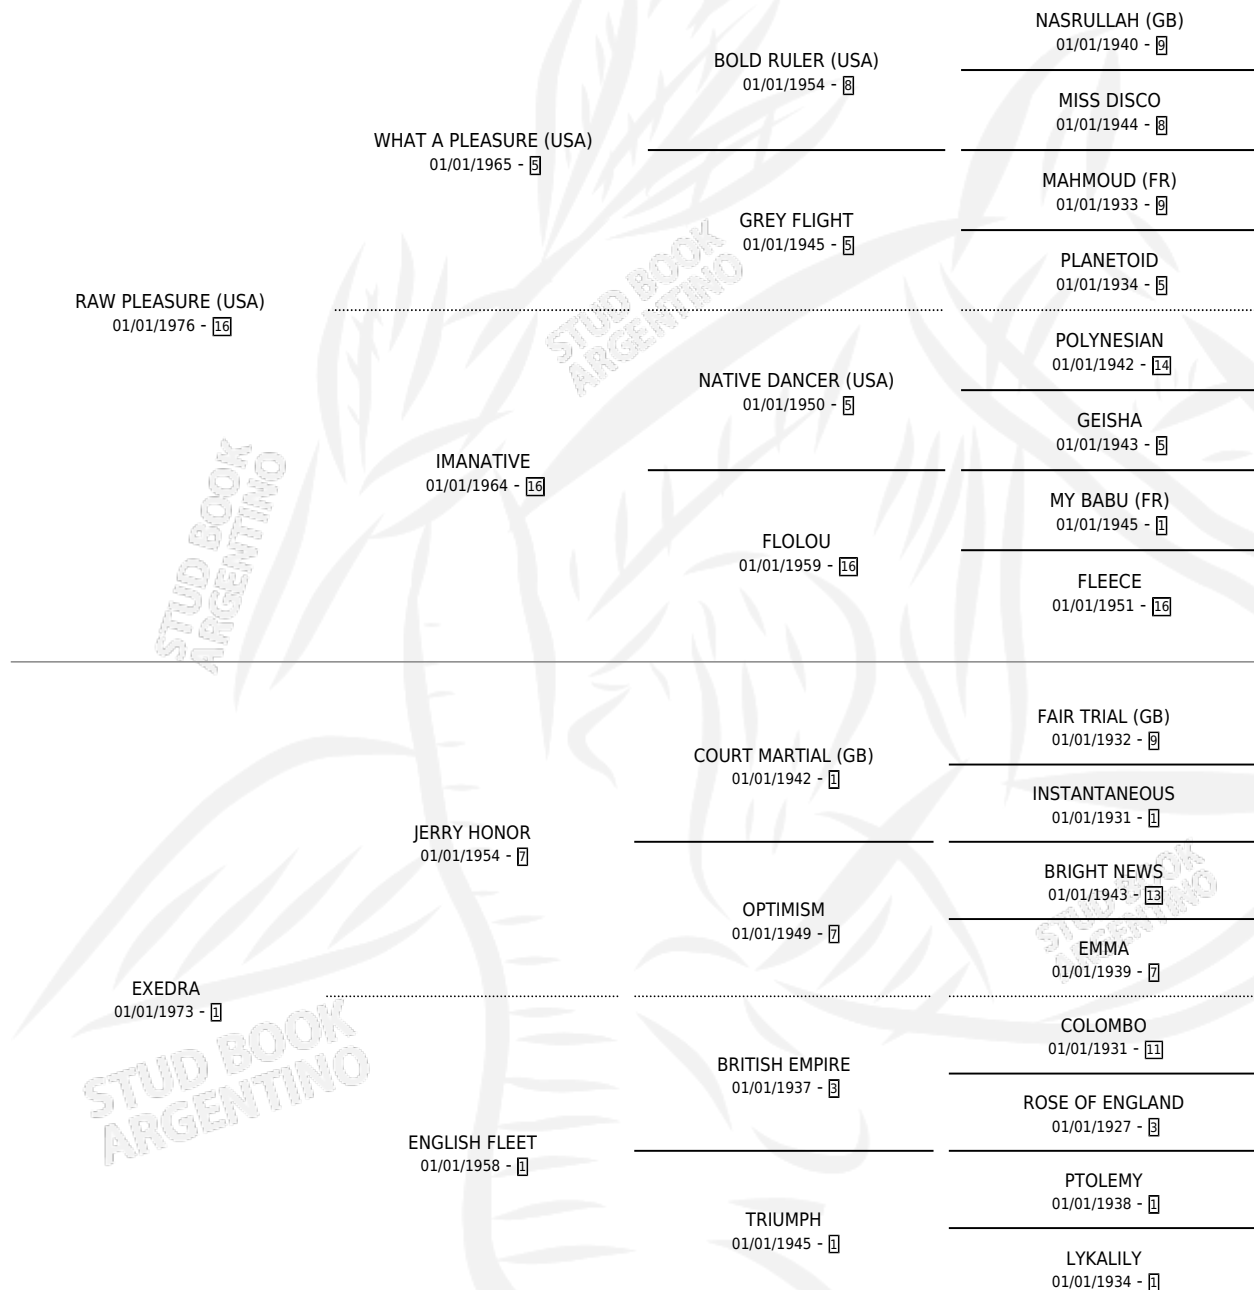 NASRULLAH (GB)
01/01/1940 - 9
BOLD RULER (USA)
01/01/1954 - 8
MISS DISCO
01/01/1944 - 8
WHAT A PLEASURE (USA)
01/01/1965 - 5
MAHMOUD (FR)
01/01/1933 - 9
GREY FLIGHT
01/01/1945 - 5
PLANETOID
01/01/1934 - 5
RAW PLEASURE (USA)
01/01/1976 - 16
POLYNESIAN
01/01/1942 - 14
NATIVE DANCER (USA)
01/01/1950 - 5
GEISHA
01/01/1943 - 5
IMANATIVE
01/01/1964 - 16
MY BABU (FR)
01/01/1945 - 1
FLOLOU
01/01/1959 - 16
FLEECE
01/01/1951 - 16
FAIR TRIAL (GB)
01/01/1932 - 9
COURT MARTIAL (GB)
01/01/1942 - 1
INSTANTANEOUS
01/01/1931 - 1
JERRY HONOR
01/01/1954 - 7
BRIGHT NEWS
01/01/1943 - 13
OPTIMISM
01/01/1949 - 7
EMMA
01/01/1939 - 7
EXEDRA
01/01/1973 - 1
COLOMBO
01/01/1931 - 11
BRITISH EMPIRE
01/01/1937 - 3
ROSE OF ENGLAND
01/01/1927 - 3
ENGLISH FLEET
01/01/1958 - 1
PTOLEMY
01/01/1938 - 1
TRIUMPH
01/01/1945 - 1
LYKALILY
01/01/1934 - 1
STUD BOOK
ARGENTINO
STUD BOOK
ARGENTINO
STUD BOOK
ARGENTINO
STUD BOOK
ARGENTINO